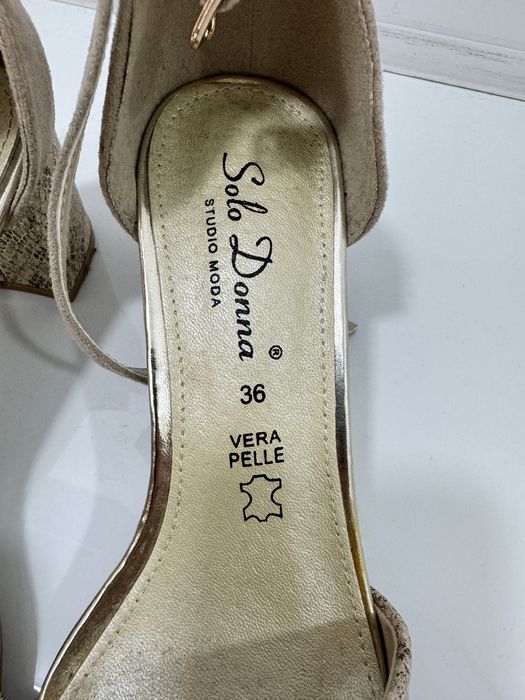 Solo Donna ®
STUDIO MODA
36
VERA
PELLE